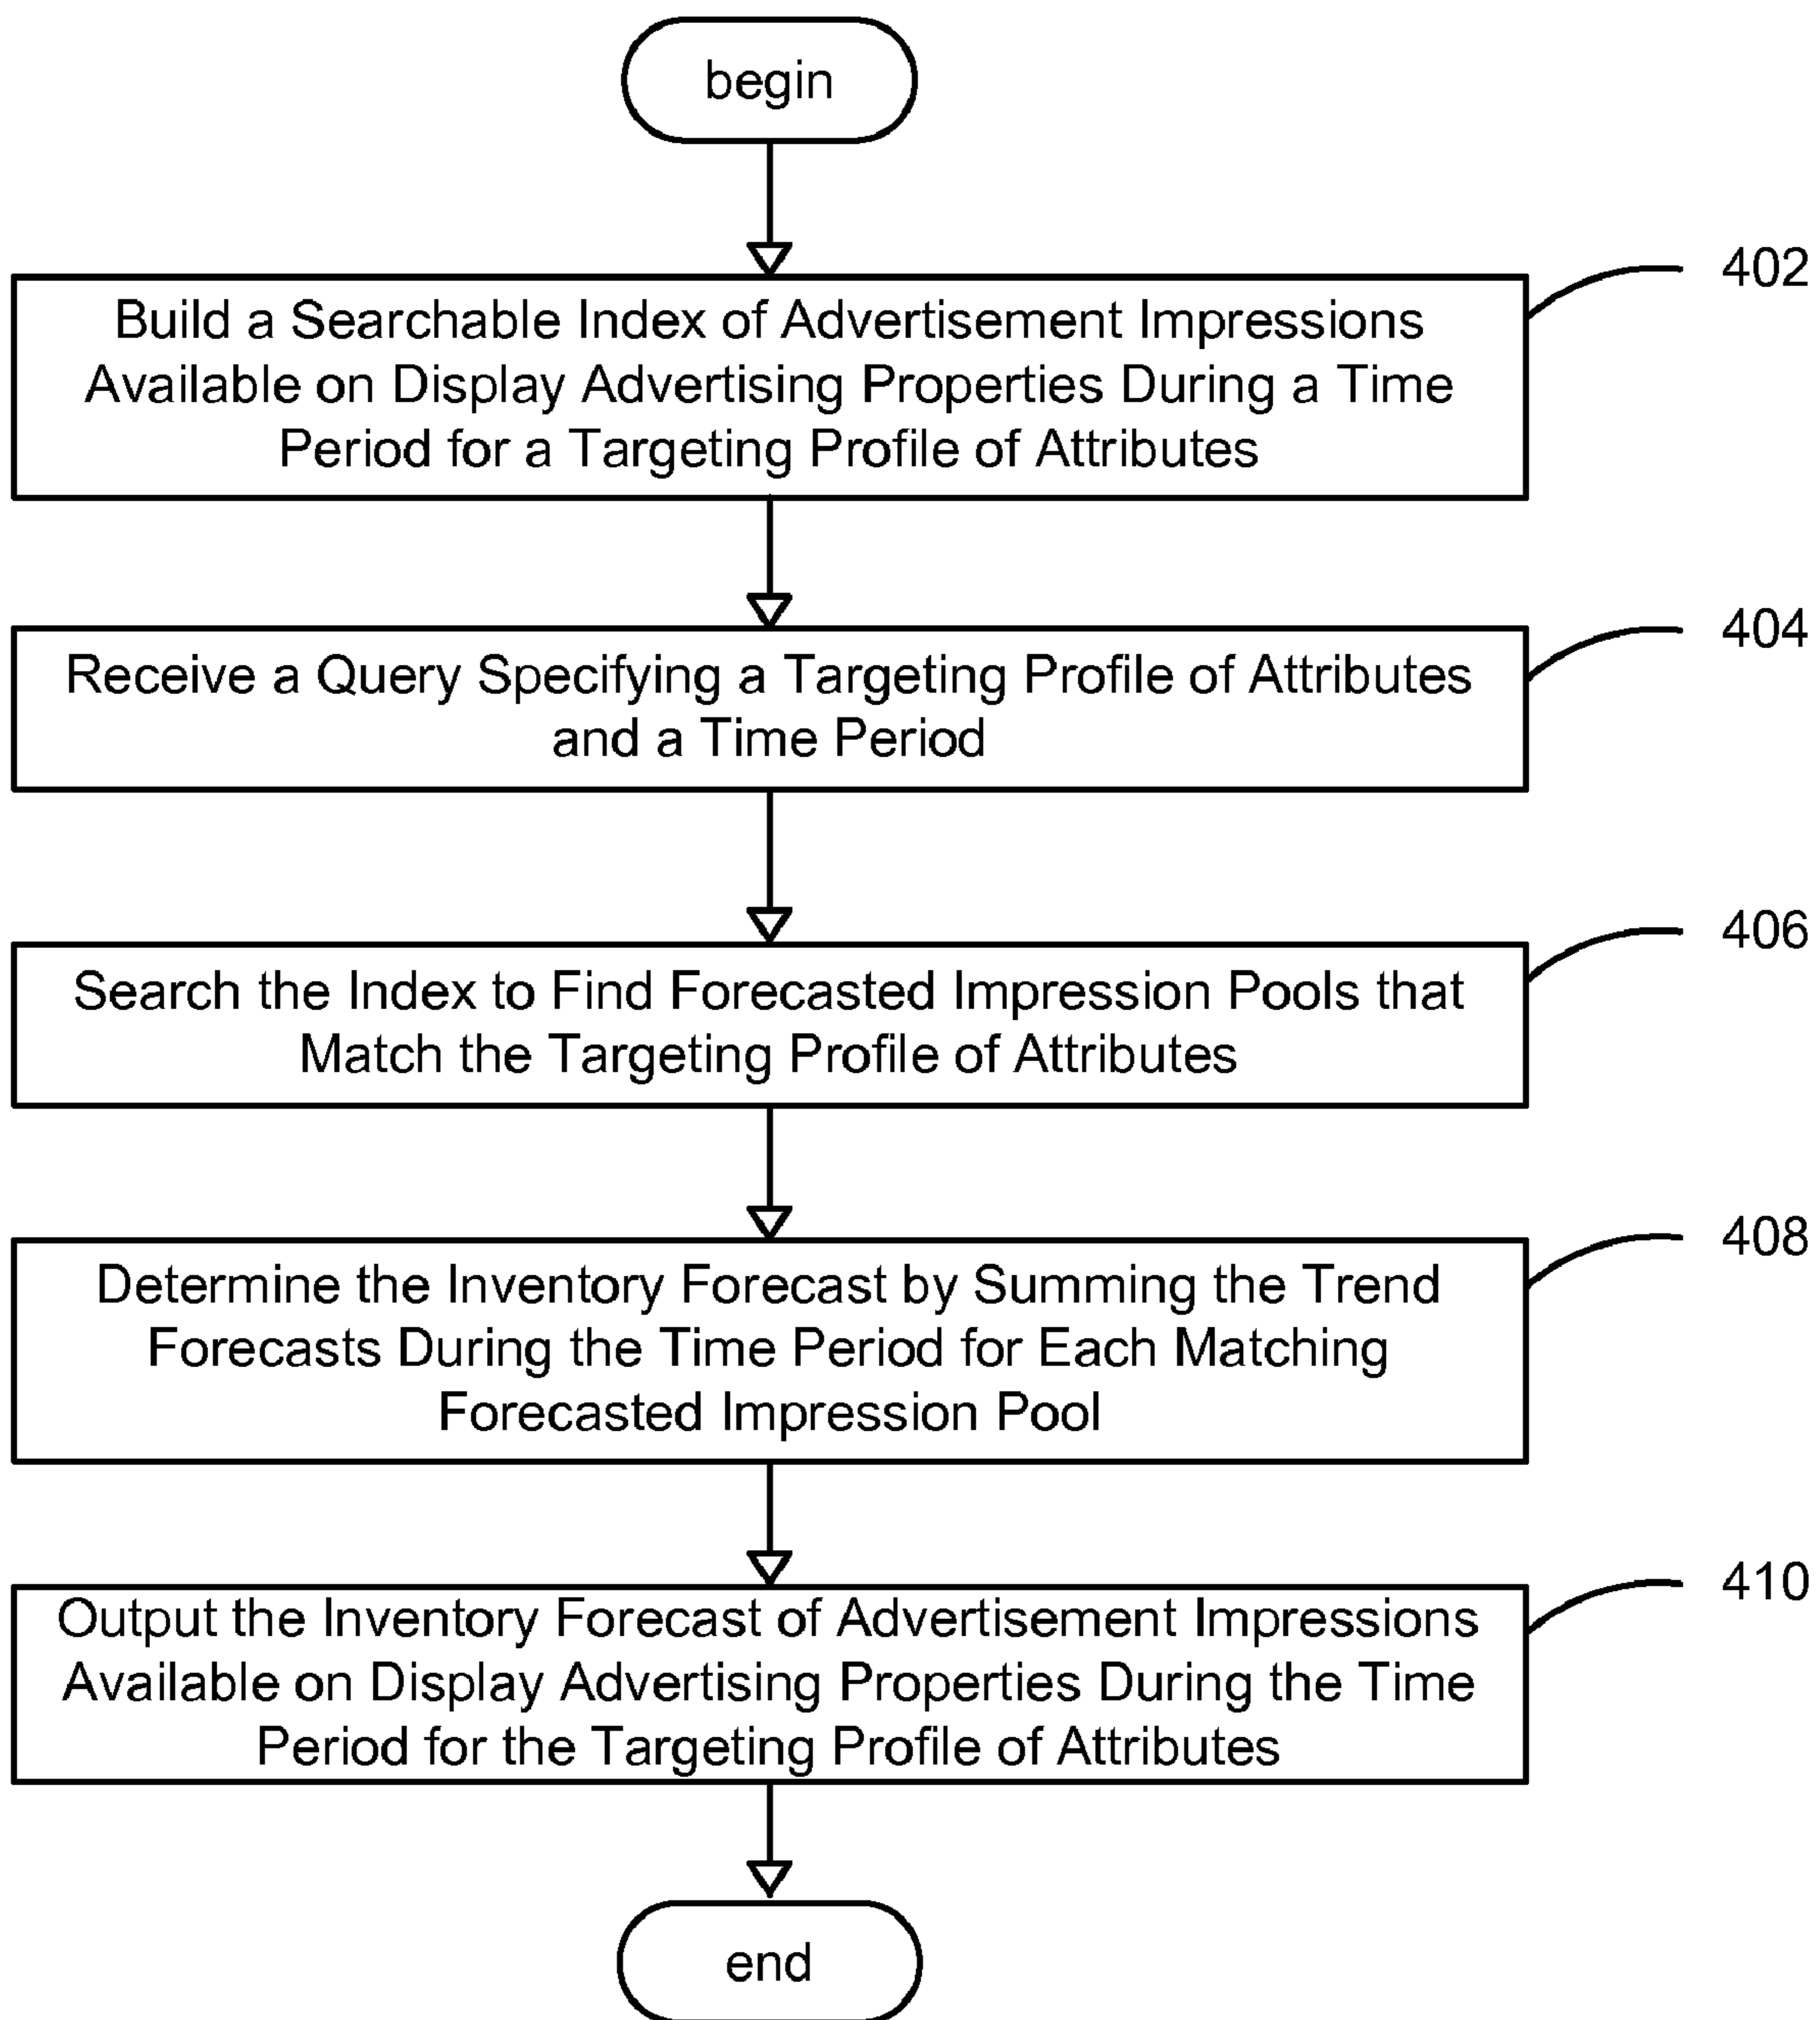 begin
402
Build a Searchable Index of Advertisement Impressions
Available on Display Advertising Properties During a Time
Period for a Targeting Profile of Attributes
404
Receive a Query Specifying a Targeting Profile of Attributes
and a Time Period
406
Search the Index to Find Forecasted Impression Pools that
Match the Targeting Profile of Attributes
408
Determine the Inventory Forecast by Summing the Trend
Forecasts During the Time Period for Each Matching
Forecasted Impression Pool
410
Output the Inventory Forecast of Advertisement Impressions
Available on Display Advertising Properties During the Time
Period for the Targeting Profile of Attributes
end